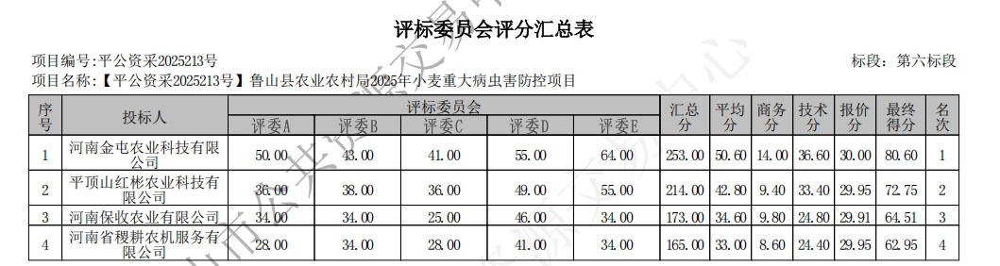 评标委员会评分汇总表
项目编号:平公资采2025213号 标段: 第六标段
项目名称:【平公资采2025213号】鲁山县农业农村局2025年小麦重大病虫害防控项目
序号 投标人 评标委员会 汇总分 平均分 商务分 技术分 报价分 最终得分 名次
评委A 评委B 评委C 评委D 评委E
1 河南金屯农业科技有限公司 50.00 43.00 41.00 55.00 64.00 253.00 50.60 14.00 36.60 30.00 80.60 1
2 平顶山红彬农业科技有限公司 36.00 38.00 36.00 49.00 55.00 214.00 42.80 9.40 33.40 29.95 72.75 2
3 河南保收农业有限公司 34.00 34.00 25.00 46.00 34.00 173.00 34.60 9.80 24.80 29.91 64.51 3
4 河南省稷耕农机服务有限公司 28.00 34.00 28.00 41.00 34.00 165.00 33.00 8.60 24.40 29.95 62.95 4